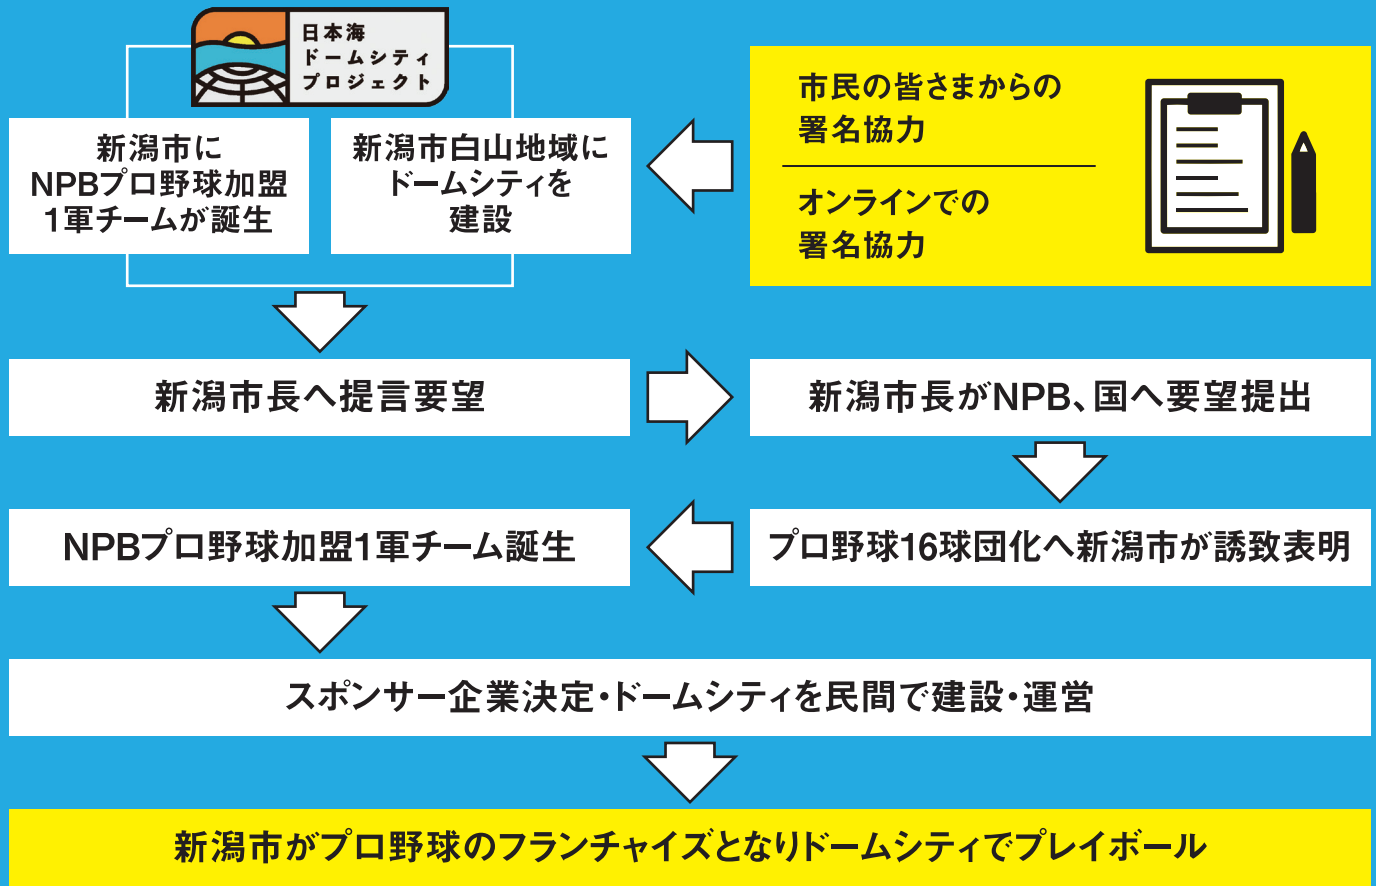 日本海
ドームシティ
プロジェクト
新潟市に
NPBプロ野球加盟
1軍チームが誕生
新潟市白山地域に
ドームシティを
建設
市民の皆さまからの
署名協力
オンラインでの
署名協力
新潟市長へ提言要望
新潟市長がNPB、国へ要望提出
プロ野球16球団化へ新潟市が誘致表明
NPBプロ野球加盟1軍チーム誕生
スポンサー企業決定・ドームシティを民間で建設・運営
新潟市がプロ野球のフランチャイズとなりドームシティでプレイボール